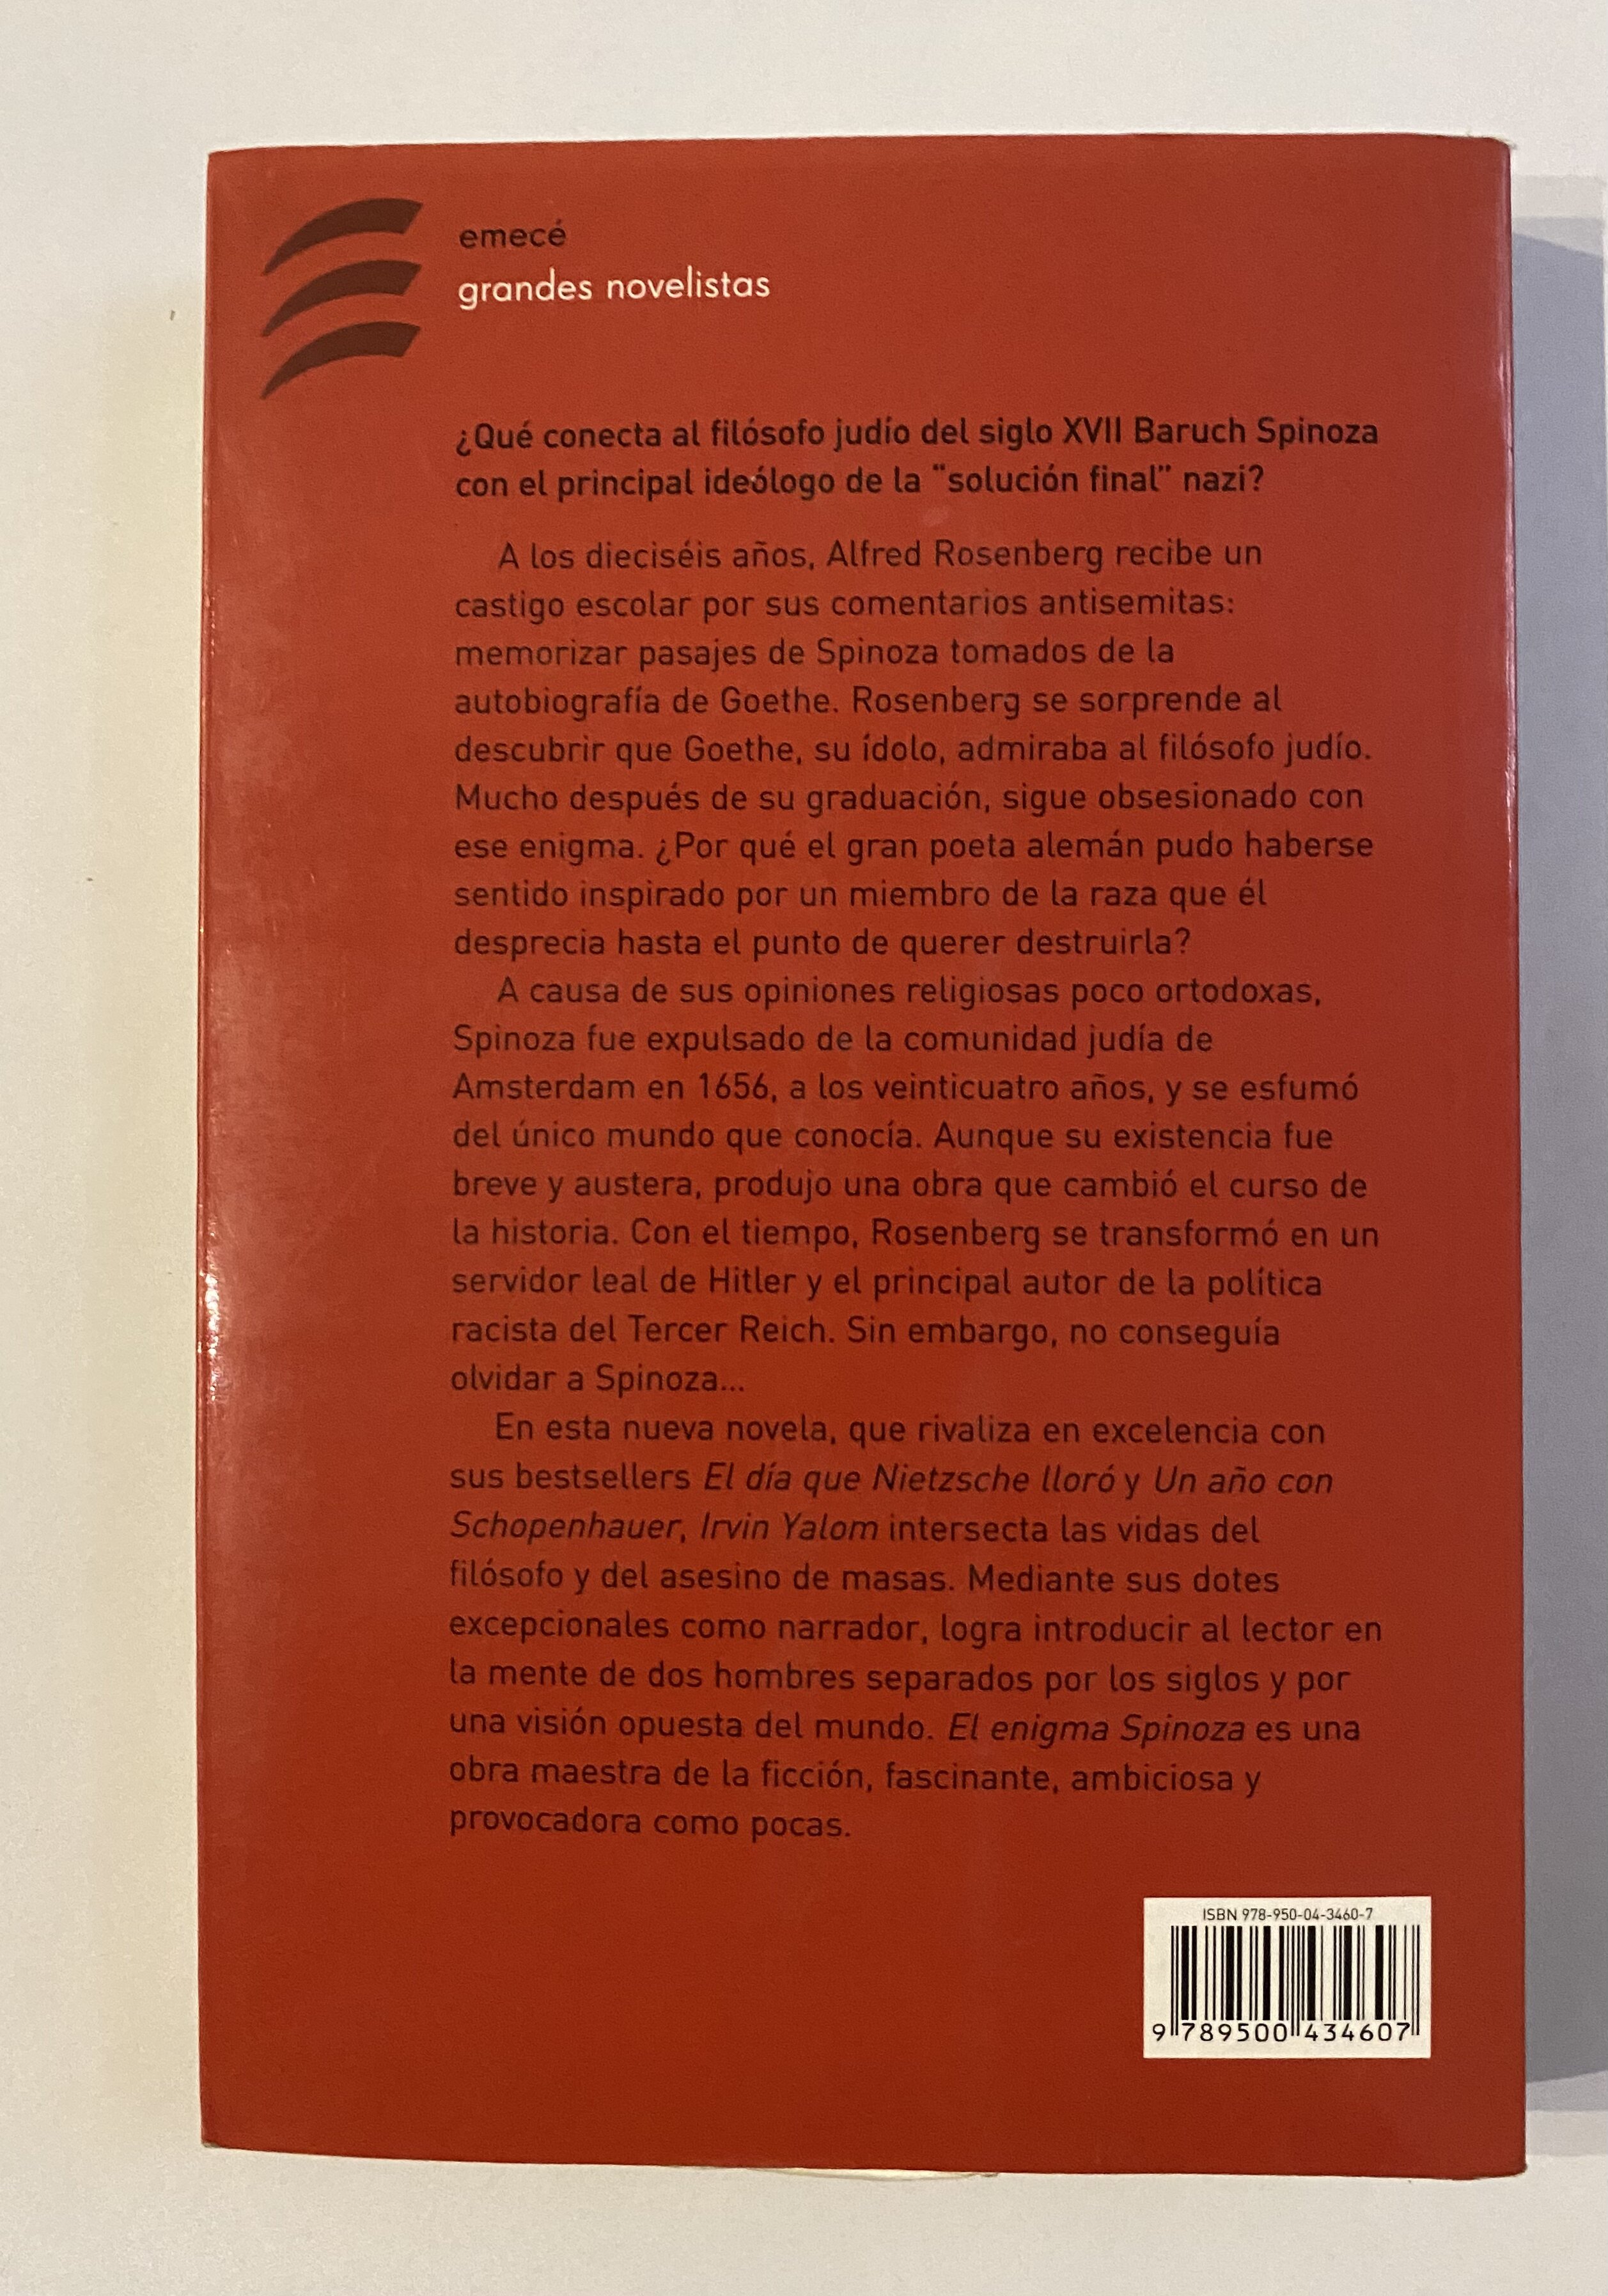 emecé
grandes novelistas
¿Qué conecta al filósofo judío del siglo XVII Baruch Spinoza
con el principal ideólogo de la “solución final” nazi?
A los dieciséis años, Alfred Rosenberg recibe un
castigo escolar por sus comentarios antisemitas:
memorizar pasajes de Spinoza tomados de la
autobiografía de Goethe. Rosenberg se sorprende al
descubrir que Goethe, su ídolo, admiraba al filósofo judío.
Mucho después de su graduación, sigue obsesionado con
ese enigma. ¿Por qué el gran poeta alemán pudo haberse
sentido inspirado por un miembro de la raza que él
desprecia hasta el punto de querer destruirla?
A causa de sus opiniones religiosas poco ortodoxas,
Spinoza fue expulsado de la comunidad judía de
Amsterdam en 1656, a los veinticuatro años, y se esfumó
del único mundo que conocía. Aunque su existencia fue
breve y austera, produjo una obra que cambió el curso de
la historia. Con el tiempo, Rosenberg se transformó en un
servidor leal de Hitler y el principal autor de la política
racista del Tercer Reich. Sin embargo, no conseguía
olvidar a Spinoza...
En esta nueva novela, que rivaliza en excelencia con
sus bestsellers El día que Nietzsche lloró y Un año con
Schopenhauer, Irvin Yalom intersecta las vidas del
filósofo y del asesino de masas. Mediante sus dotes
excepcionales como narrador, logra introducir al lector en
la mente de dos hombres separados por los siglos y por
una visión opuesta del mundo. El enigma Spinoza es una
obra maestra de la ficción, fascinante, ambiciosa y
provocadora como pocas.
ISBN 978-950-04-3460-7
9 789500 434607